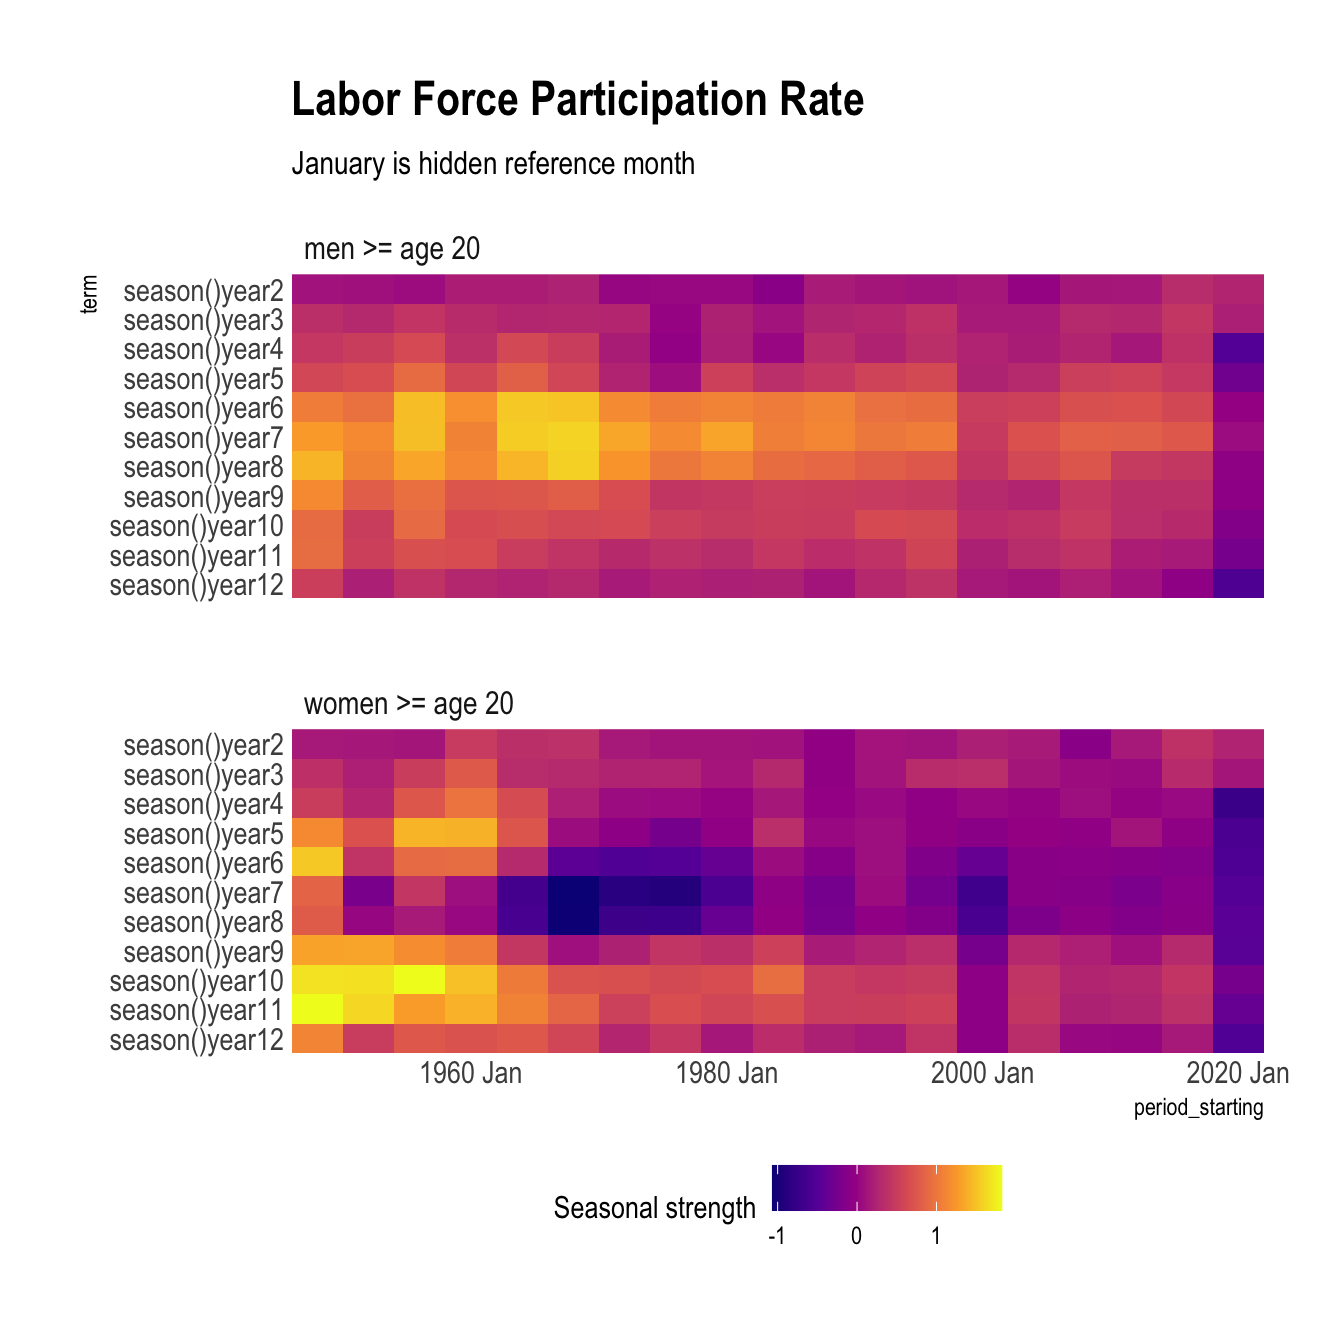 Labor Force Participation Rate
January is hidden reference month
men >= age 20
term
season()year2
season()year3
season()year4
season()year5
season()year6
season()year7
season()year8
season()year9
season()year10
season()year11
season()year12
women >= age 20
season()year2
season()year3
season()year4
season()year5
season()year6
season()year7
season()year8
season()year9
season()year10
season()year11
season()year12
1960 Jan 1980 Jan 2000 Jan 2020 Jan
period_starting
Seasonal strength
-1 0 1